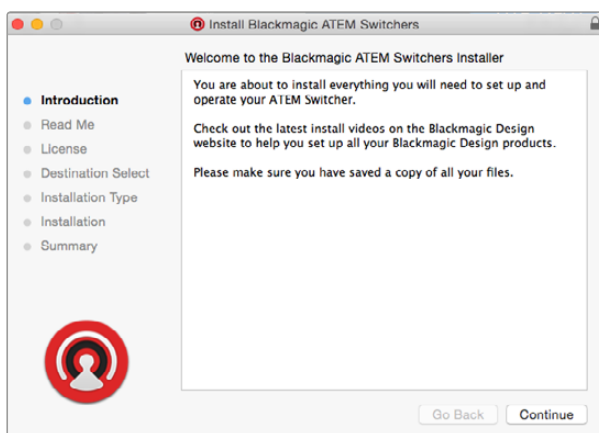 Install Blackmagic ATEM Switchers
Welcome to the Blackmagic ATEM Switchers Installer
Introduction
Read Me
License
Destination Select
Installation Type
Installation
Summary
You are about to install everything you will need to set up and
operate your ATEM Switcher.
Check out the latest install videos on the Blackmagic Design
website to help you set up all your Blackmagic Design products.
Please make sure you have saved a copy of all your files.
Go Back
Continue